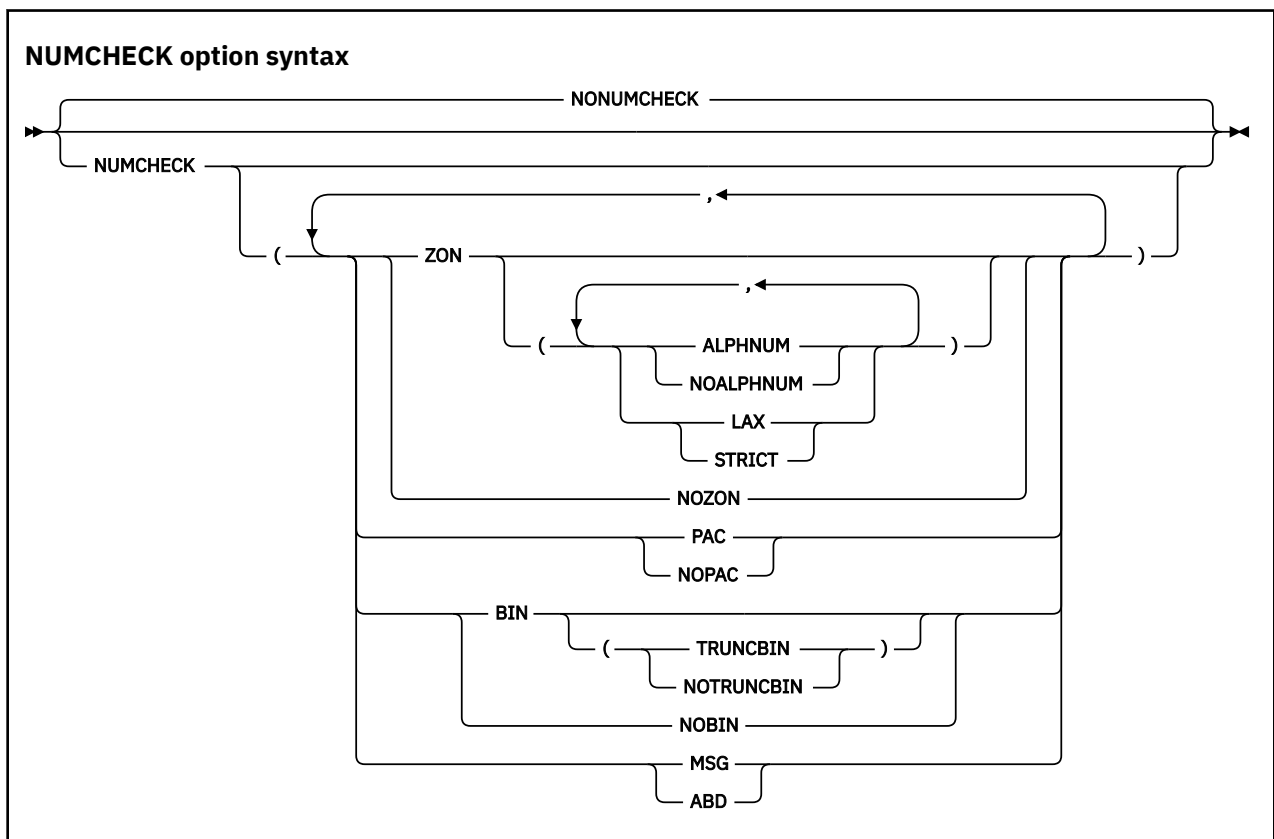 NUMCHECK option syntax
NONUMCHECK
NUMCHECK
,
( ZON )
,
( ALPHNUM )
NOALPHNUM
LAX
STRICT
NOZON
PAC
NOPAC
BIN
( TRUNCBIN )
NOTRUNCBIN
NOBIN
MSG
ABD